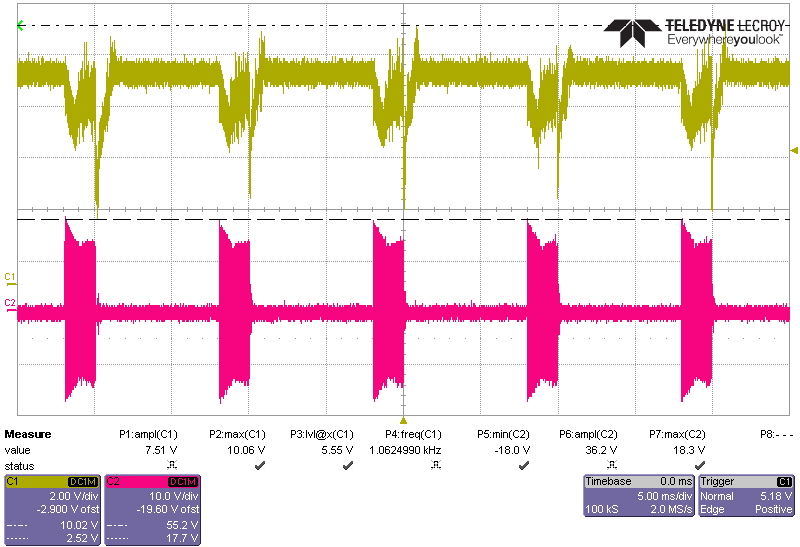 TELEDYNE LECROY
Everywhereyoulook™
C1
C2
Measure P1:ampl(C1) P2:max(C1) P3:lvl@x(C1) P4:freq(C1) P5:min(C2) P6:ampl(C2) P7:max(C2) P8:---
value 7.51 V 10.06 V 5.55 V 1.0624990 kHz -18.0 V 36.2 V 18.3 V
status
C1 DC1M
2.00 V/div
-2.900 V ofst
10.02 V
2.52 V
C2 DC1M
10.0 V/div
-19.60 V ofst
55.2 V
17.7 V
Timebase 0.0 ms
5.00 ms/div
100 kS 2.0 MS/s
Trigger C1
Normal 5.18 V
Edge Positive